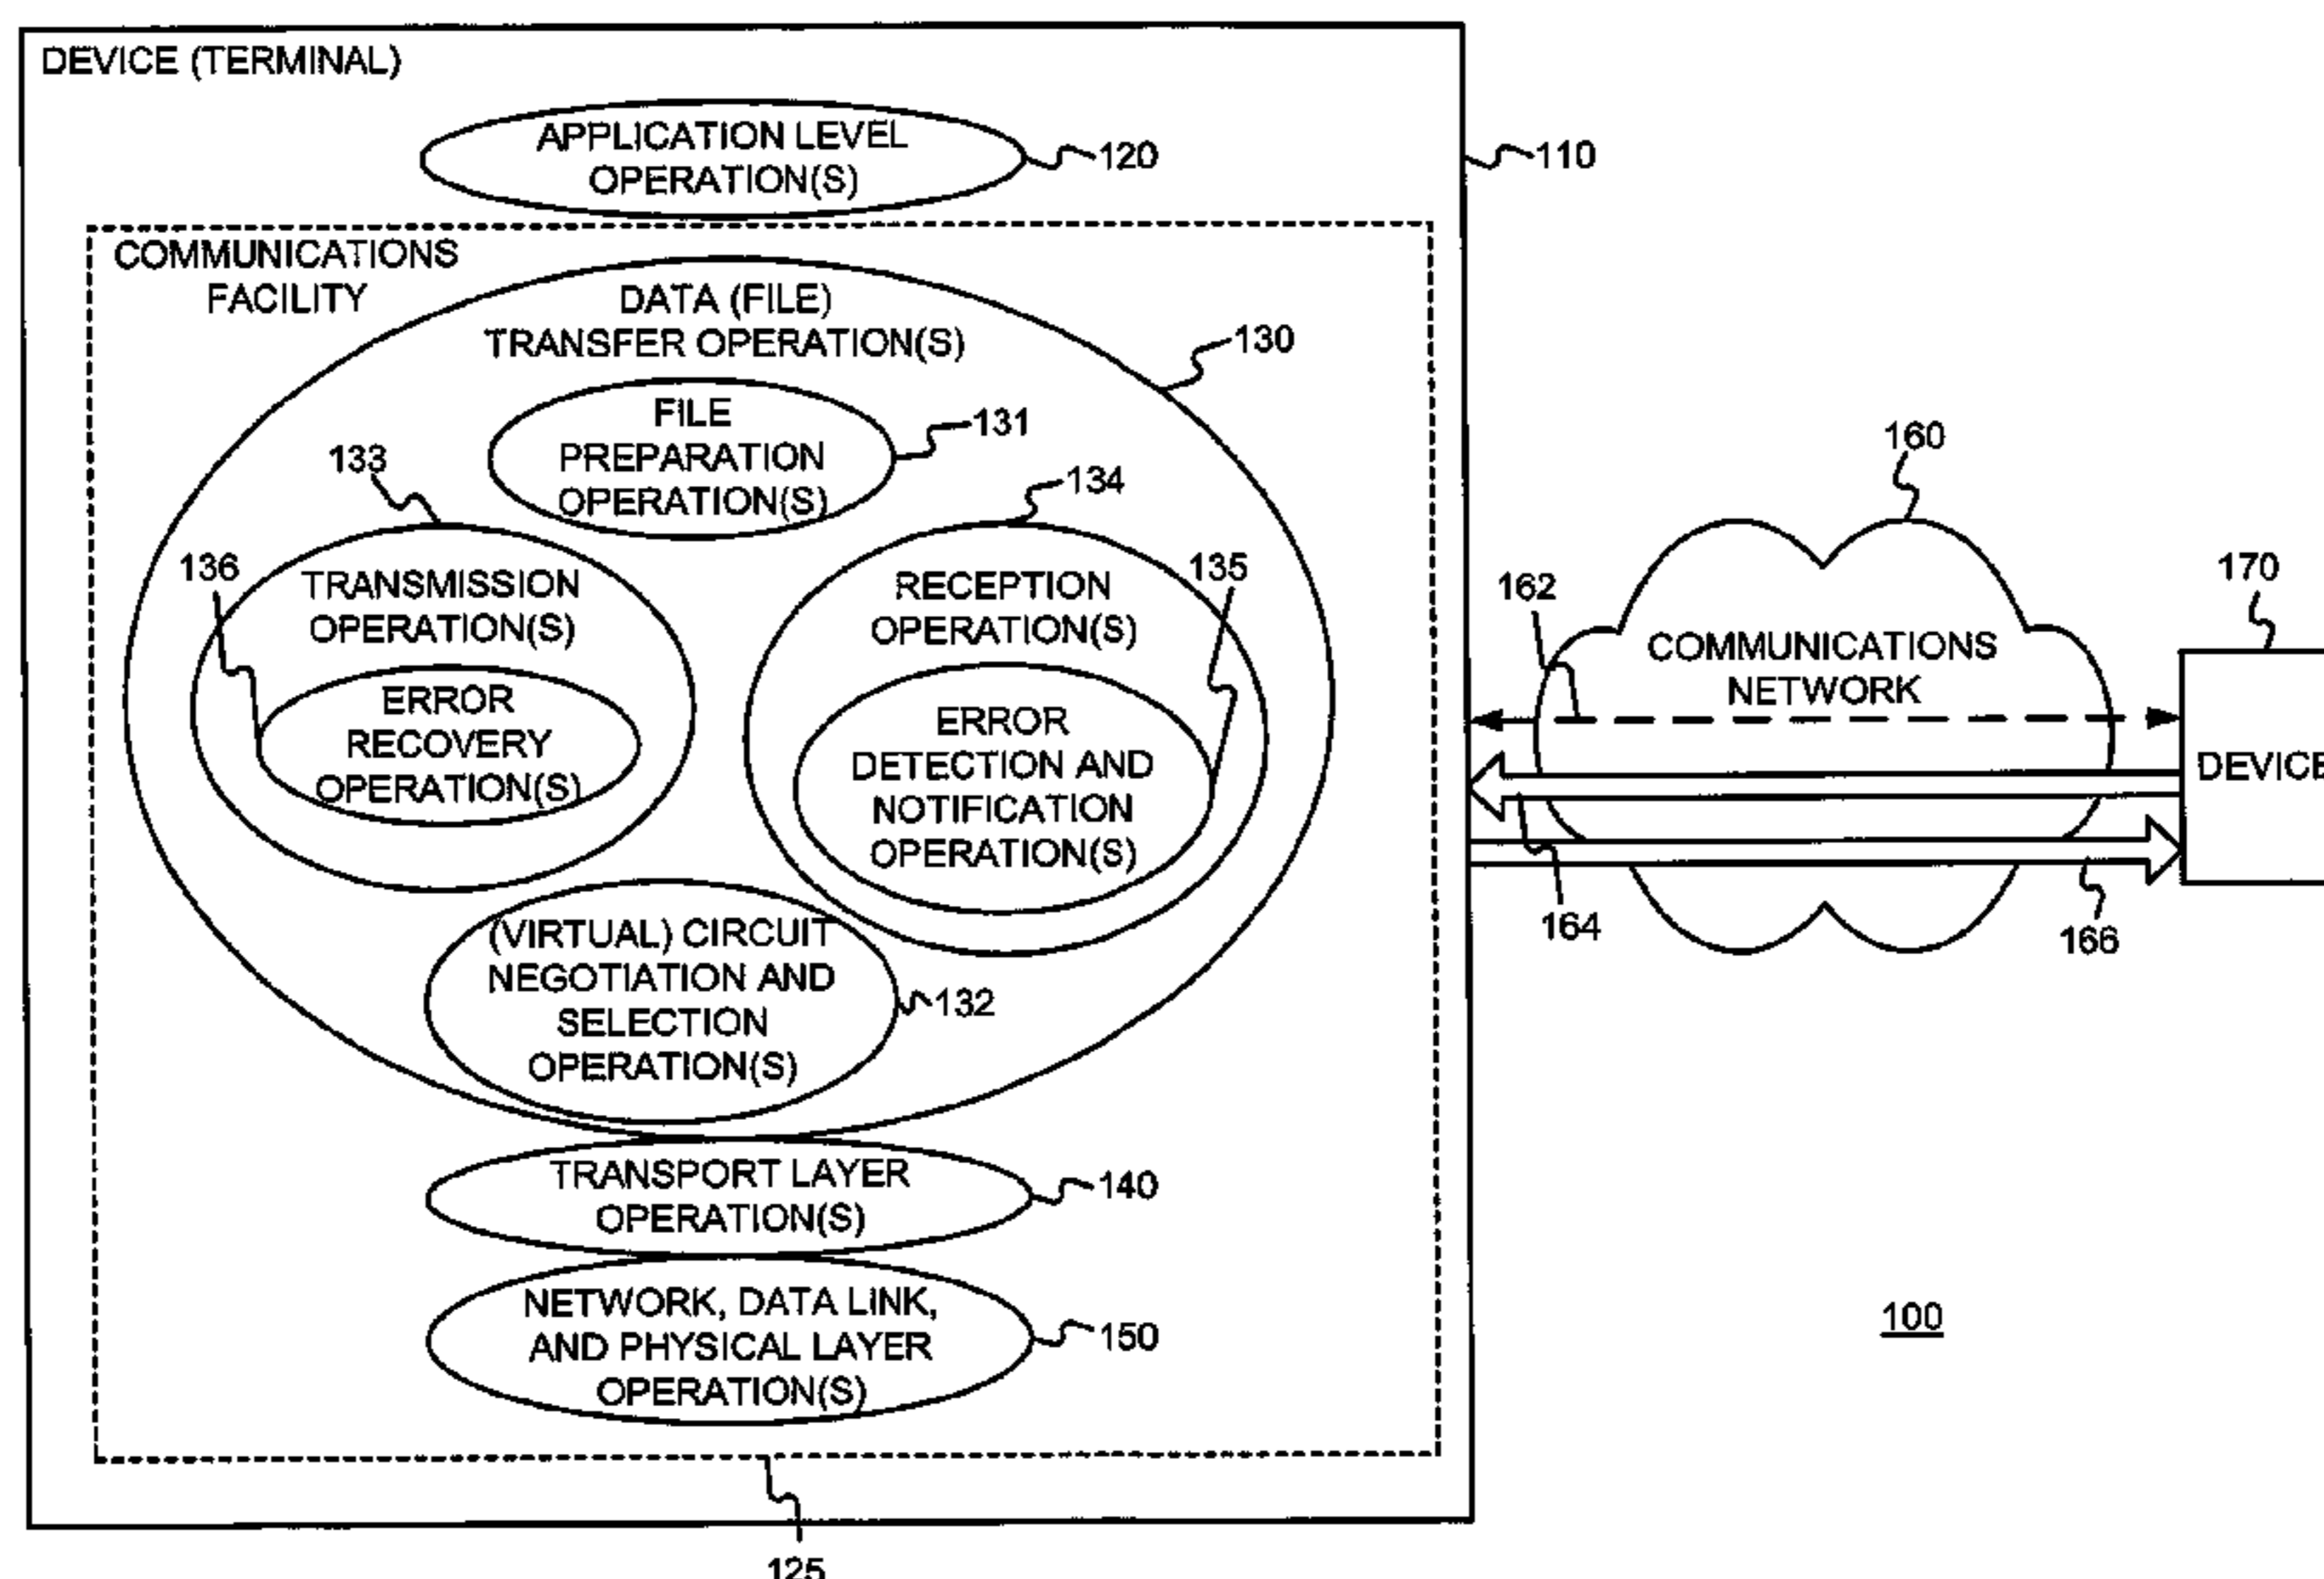 DEVICE (TERMINAL)
APPLICATION LEVEL
OPERATION(S)
120
110
COMMUNICATIONS
FACILITY
DATA (FILE)
TRANSFER OPERATION(S)
130
FILE
PREPARATION
OPERATION(S)
131
133
134
136
TRANSMISSION
OPERATION(S)
RECEPTION
OPERATION(S)
135
ERROR
RECOVERY
OPERATION(S)
ERROR
DETECTION AND
NOTIFICATION
OPERATION(S)
(VIRTUAL) CIRCUIT
NEGOTIATION AND
SELECTION
OPERATION(S)
132
TRANSPORT LAYER
OPERATION(S)
140
NETWORK, DATA LINK,
AND PHYSICAL LAYER
OPERATION(S)
150
125
160
162
COMMUNICATIONS
NETWORK
170
DEVICE
164
166
100